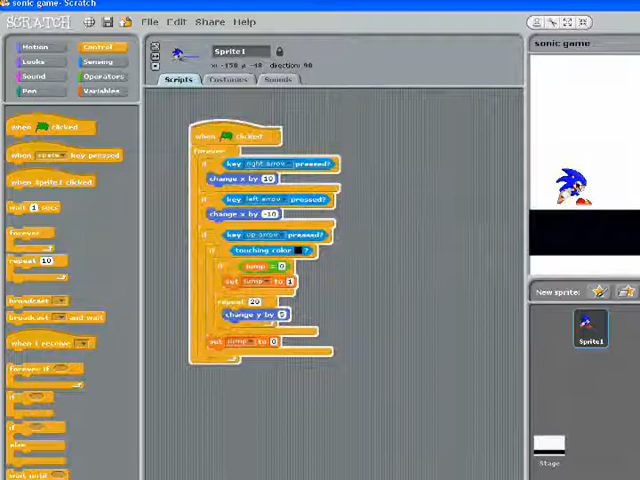 sonic game- Scratch
SCRATCH
File Edit Share Help
Motion
Control
Looks
Sensing
Sound
Operators
Pen
Variables
when clicked
when space key pressed
when Sprite1 clicked
wait 1 secs
forever
repeat 10
broadcast
broadcast and wait
when I receive
forever if
if
if
else
wait until
Sprite1
x: -158 y: -48 direction: 90
Scripts
Costumes
Sounds
when clicked
forever
if key right arrow pressed?
change x by 10
if key left arrow pressed?
change x by -10
if key up arrow pressed?
if touching color ?
if jump = 0
set jump to 1
repeat 20
change y by
set jump to 0
sonic game
New sprite:
Sprite1
Stage